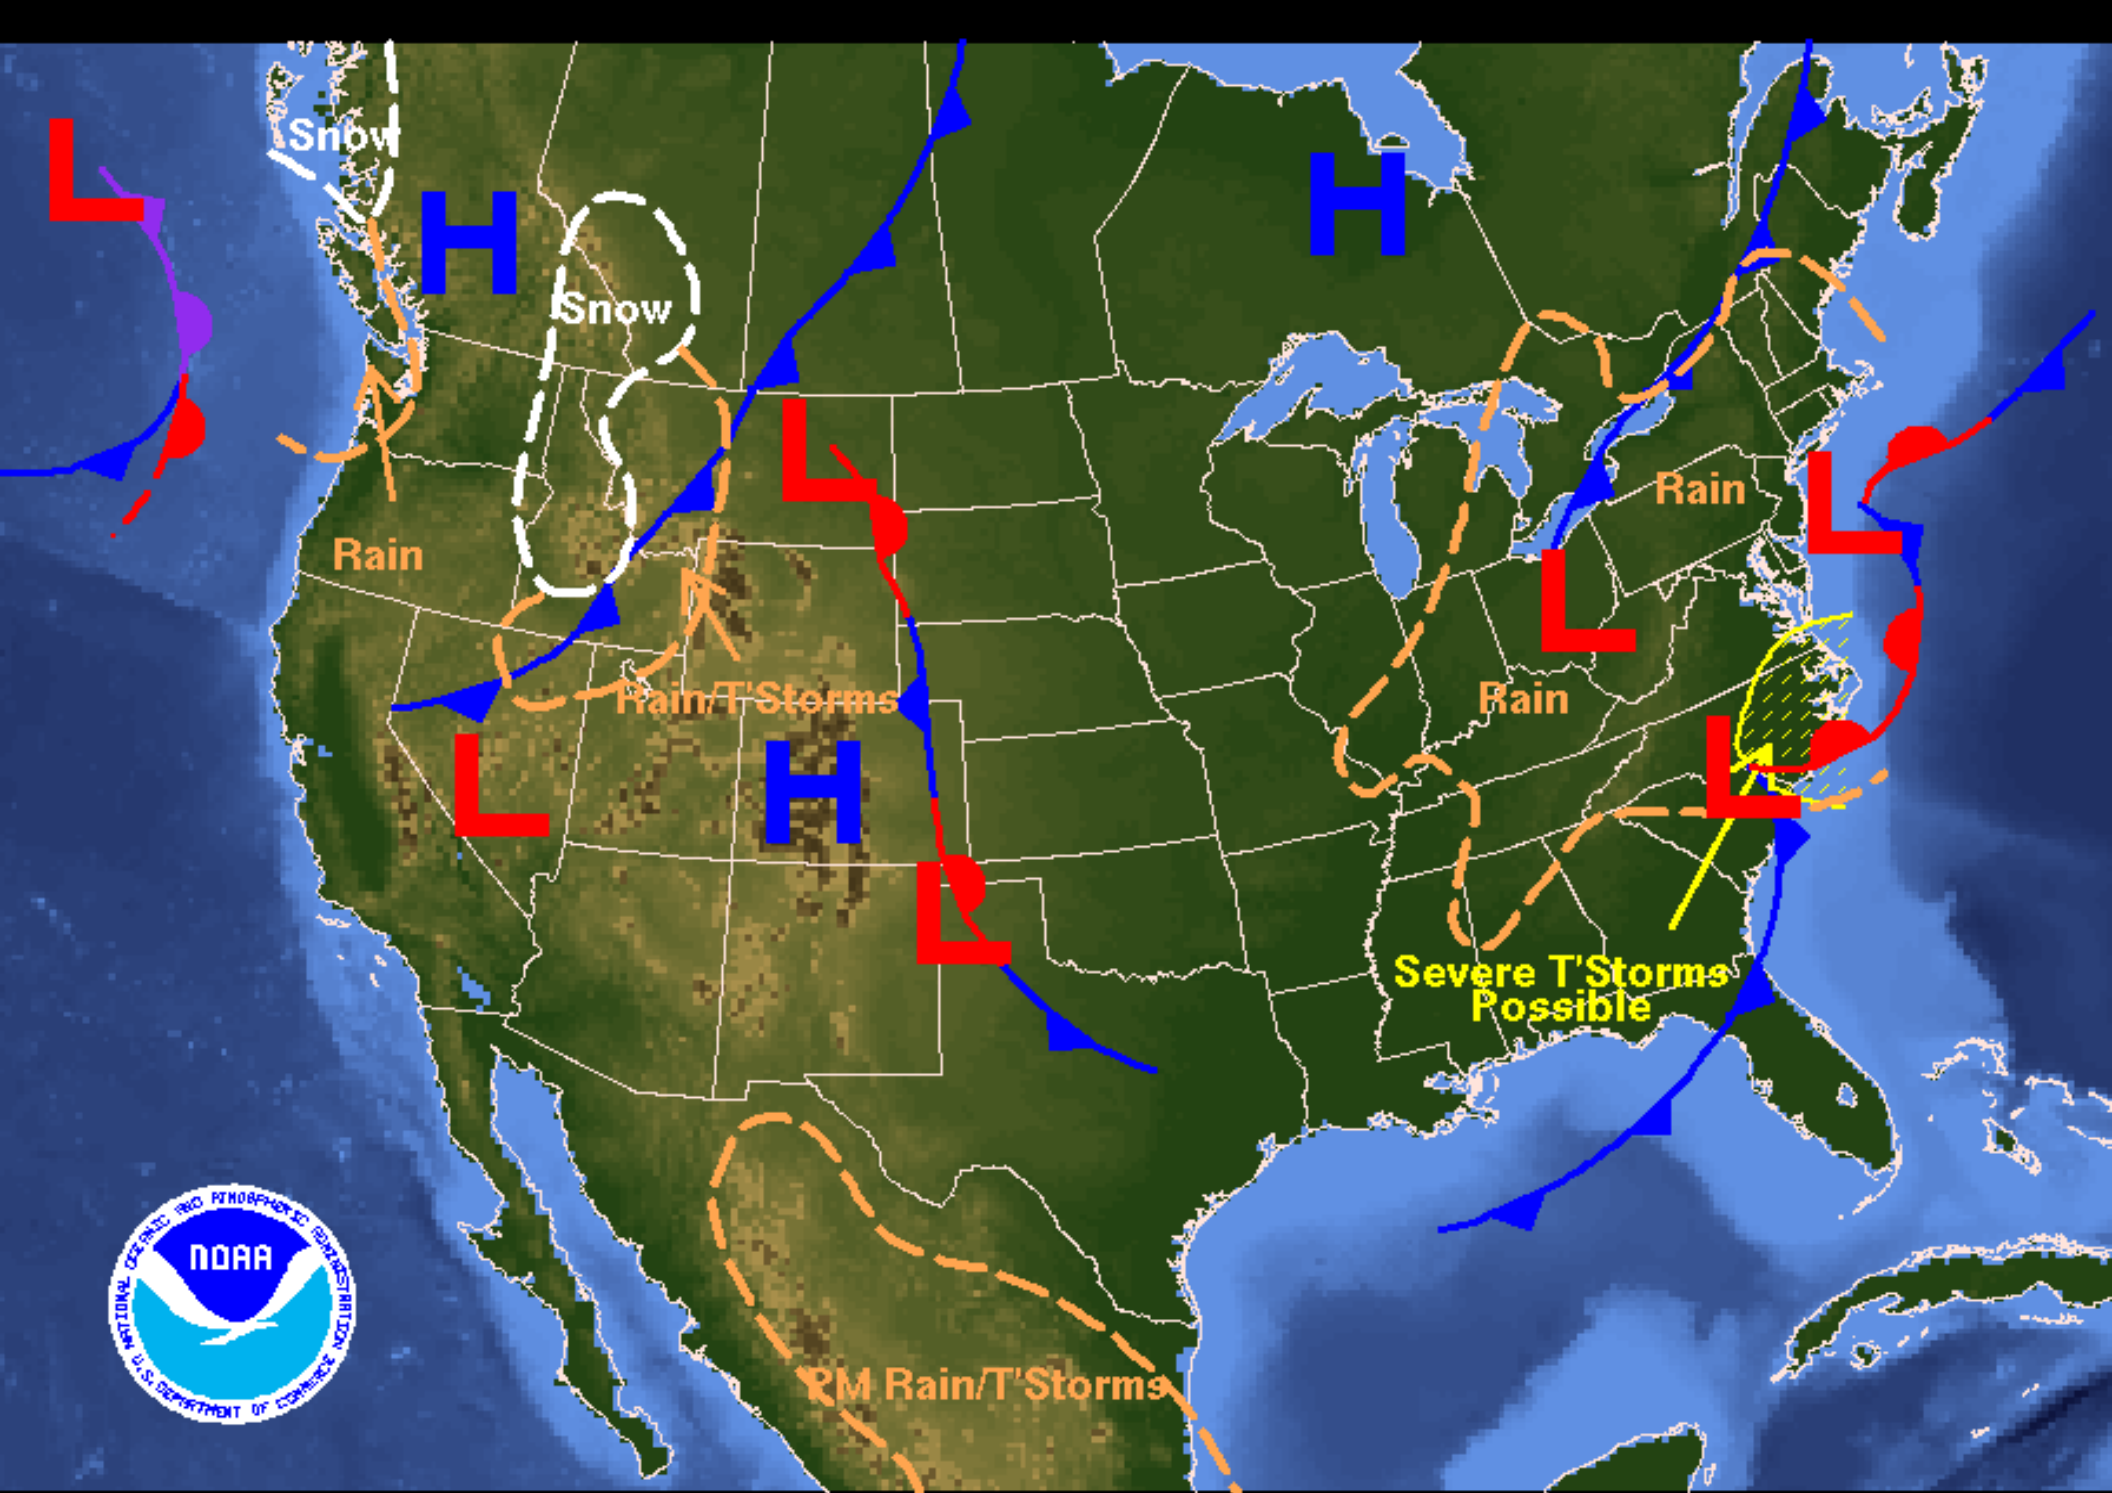 Snow
L
H
H
Snow
L
L
Rain
Rain
L
L
Rain/T'Storms
Rain
L
H
L
L
Severe T'Storms
Possible
NATIONAL OCEANIC AND ATMOSPHERIC ADMINISTRATION
NOAA
U.S. DEPARTMENT OF COMMERCE
PM Rain/T'Storms